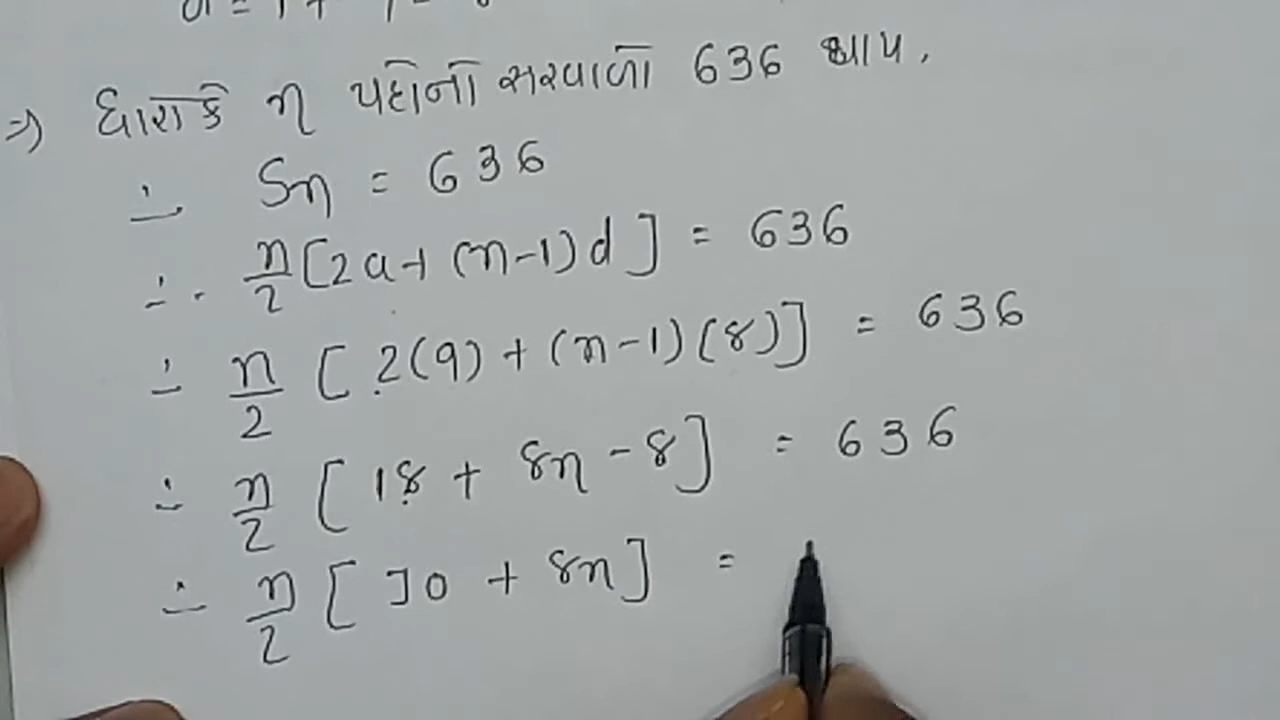 ⇒ ધારોકે n પદોનો સરવાળો 636 થાય.
∴ Sn = 636
∴ n/2 [2a + (n-1)d] = 636
∴ n/2 [2(9) + (n-1)(8)] = 636
∴ n/2 [18 + 8n - 8] = 636
∴ n/2 [10 + 8n] =